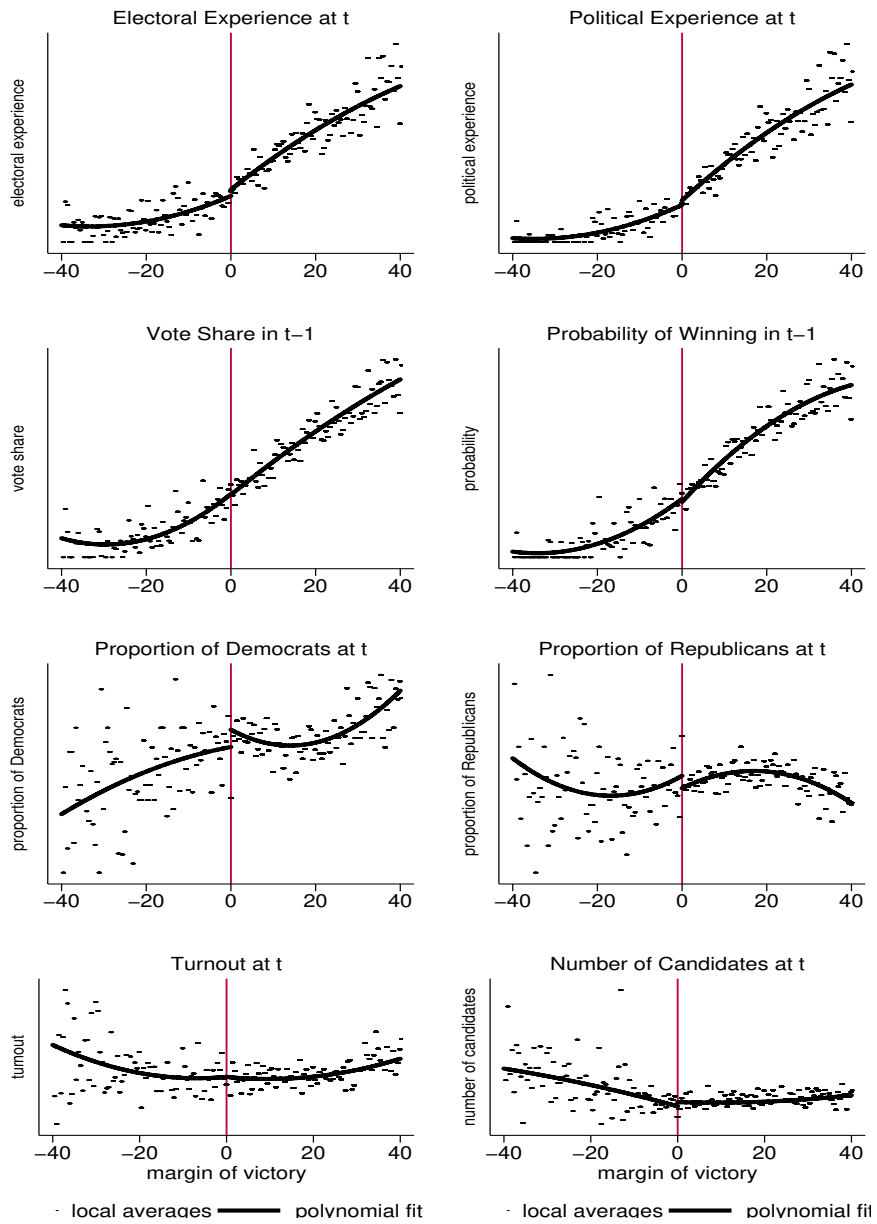 Electoral Experience at t
electoral experience
−40 −20 0 20 40
Political Experience at t
political experience
−40 −20 0 20 40
Vote Share in t−1
vote share
−40 −20 0 20 40
Probability of Winning in t−1
probability
−40 −20 0 20 40
Proportion of Democrats at t
proportion of Democrats
−40 −20 0 20 40
Proportion of Republicans at t
proportion of Republicans
−40 −20 0 20 40
Turnout at t
turnout
−40 −20 0 20 40
margin of victory
local averages polynomial fit
Number of Candidates at t
number of candidates
−40 −20 0 20 40
margin of victory
local averages polynomial fit